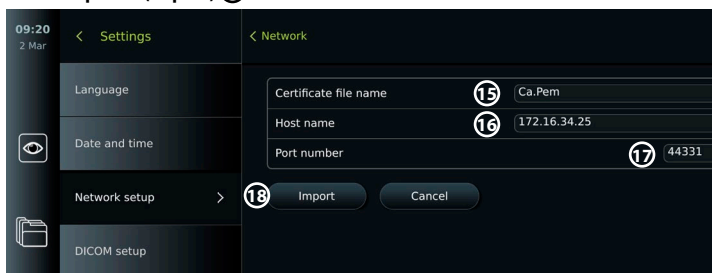 09:20
2 Mar
Settings
Network
Language
Date and time
Network setup
DICOM setup
Certificate file name 15 Ca.Pem
Host name 16 172.16.34.25
Port number 17 44331
18 Import Cancel